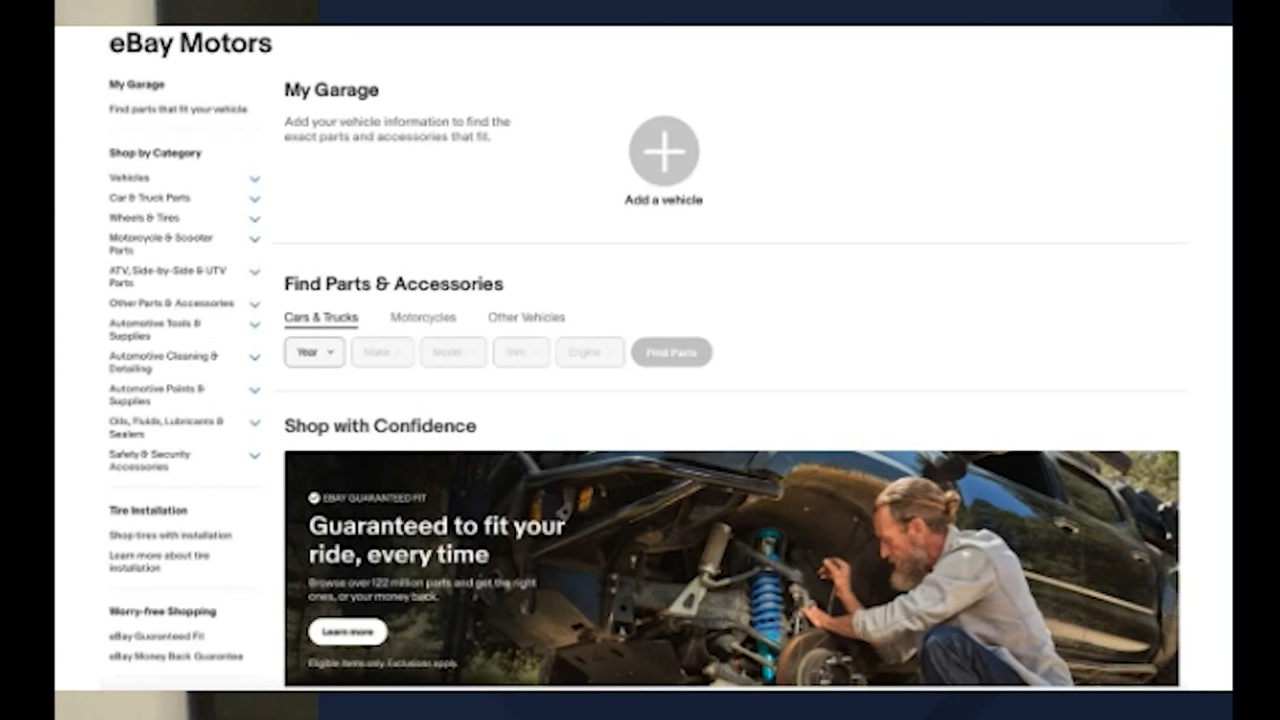 eBay Motors
My Garage
Find parts that fit your vehicle
Shop by Category
Vehicles
Car & Truck Parts
Wheels & Tires
Motorcycle & Scooter
Parts
ATV, Side-by-Side & UTV
Parts
Other Parts & Accessories
Automotive Tools &
Supplies
Automotive Cleaning &
Detailing
Automotive Paints &
Supplies
Oils, Fluids, Lubricants &
Sealers
Safety & Security
Accessories
Tire Installation
Shop tires with installation
Learn more about tire
installation
Worry-free Shopping
eBay Guaranteed Fit
eBay Money Back Guarantee
My Garage
Add your vehicle information to find the
exact parts and accessories that fit.
Add a vehicle
Find Parts & Accessories
Cars & Trucks Motorcycles Other Vehicles
Year Make Model Trim Engine Find Parts
Shop with Confidence
EBAY GUARANTEED FIT
Guaranteed to fit your
ride, every time
Browse over 122 million parts and get the right
ones, or your money back.
Learn more
Eligible items only. Exclusions apply.